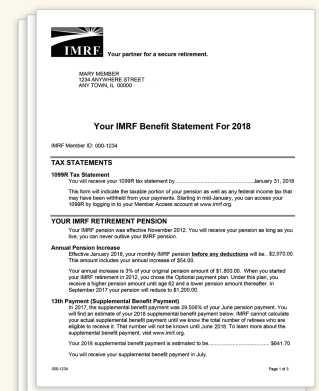 IMRF
Your partner for a secure retirement.
MARY MEMBER
1234 ANYWHERE STREET
ANY TOWN, IL 00000
Your IMRF Benefit Statement For 2018
IMRF Member ID: 000-1234
TAX STATEMENTS
1099R Tax Statement
You will receive your 1099R tax statement by..............................................January 31, 2018
This form will indicate the taxable portion of your pension as well as any federal income tax that
may have been withheld from your payments. Starting in mid-January, you can access your
1099R by logging in to your Member Access account at www.imrf.org.
YOUR IMRF RETIREMENT PENSION
Your IMRF pension was effective November 2012. You will receive your pension as long as you
live; you can never outlive your IMRF pension.
Annual Pension Increase
Effective January 2018, your monthly IMRF pension before any deductions will be...$2,070.00.
This amount includes your annual increase of $54.00.
Your annual increase is 3% of your original pension amount of $1,800.00. When you started
your IMRF retirement in 2012, you chose the Optional payment plan. Under this plan, you
receive a higher pension amount until age 62 and a lower pension amount thereafter. In
September 2017 your pension will reduce to $1,200.00.
13th Payment (Supplemental Benefit Payment)
In 2017, the supplemental benefit was 29.506% of your June pension payment. You
will find an estimate of your 2018 supplemental benefit payment below. IMRF cannot calculate
your actual supplemental benefit payment until we know the total number of retirees who are
eligible to receive it. That number will not be known until June 2018. To learn more about the
supplemental benefit payment, visit www.imrf.org.
Your 2018 supplemental benefit payment is estimated to be.................................... $641.70
You will receive your supplemental benefit payment in July.
000-1234
Page 1 of 3